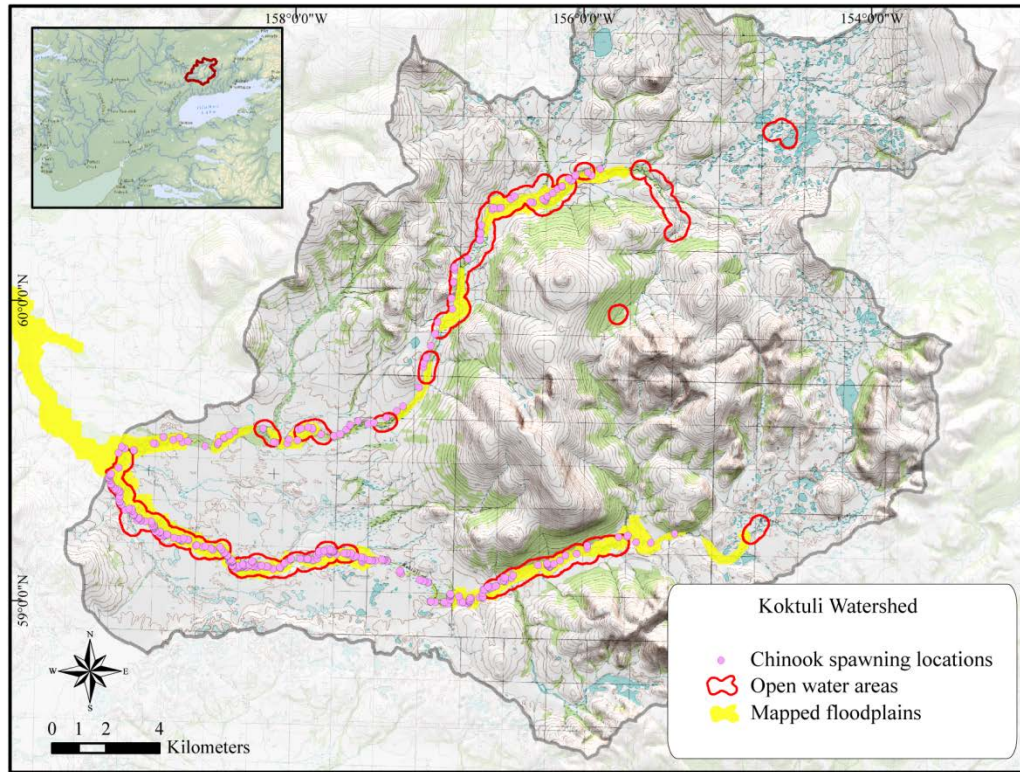 158°0'0"W
156°0'0"W
154°0'0"W
60°0'0"N
59°0'0"N
Koktuli Watershed
Chinook spawning locations
Open water areas
Mapped floodplains
N
W
E
S
0 1 2 4
Kilometers